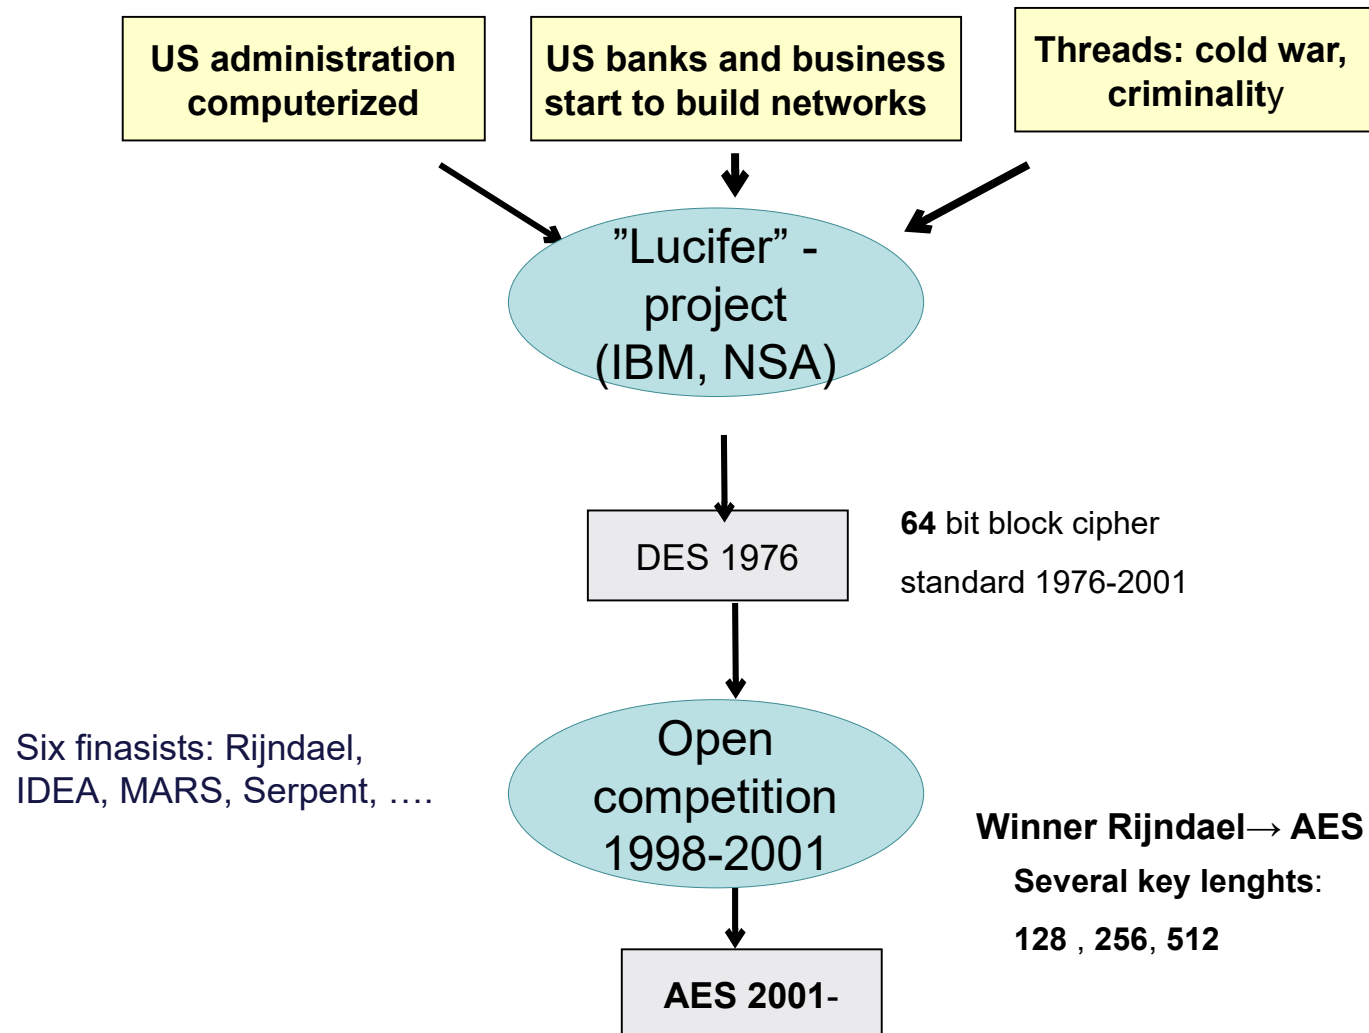 US administration
computerized
US banks and business
start to build networks
Threads: cold war,
criminality
”Lucifer” -
project
(IBM, NSA)
DES 1976
64 bit block cipher
standard 1976-2001
Six finasists: Rijndael,
IDEA, MARS, Serpent, ….
Open
competition
1998-2001
Winner Rijndael→ AES
Several key lenghts:
128 , 256, 512
AES 2001-